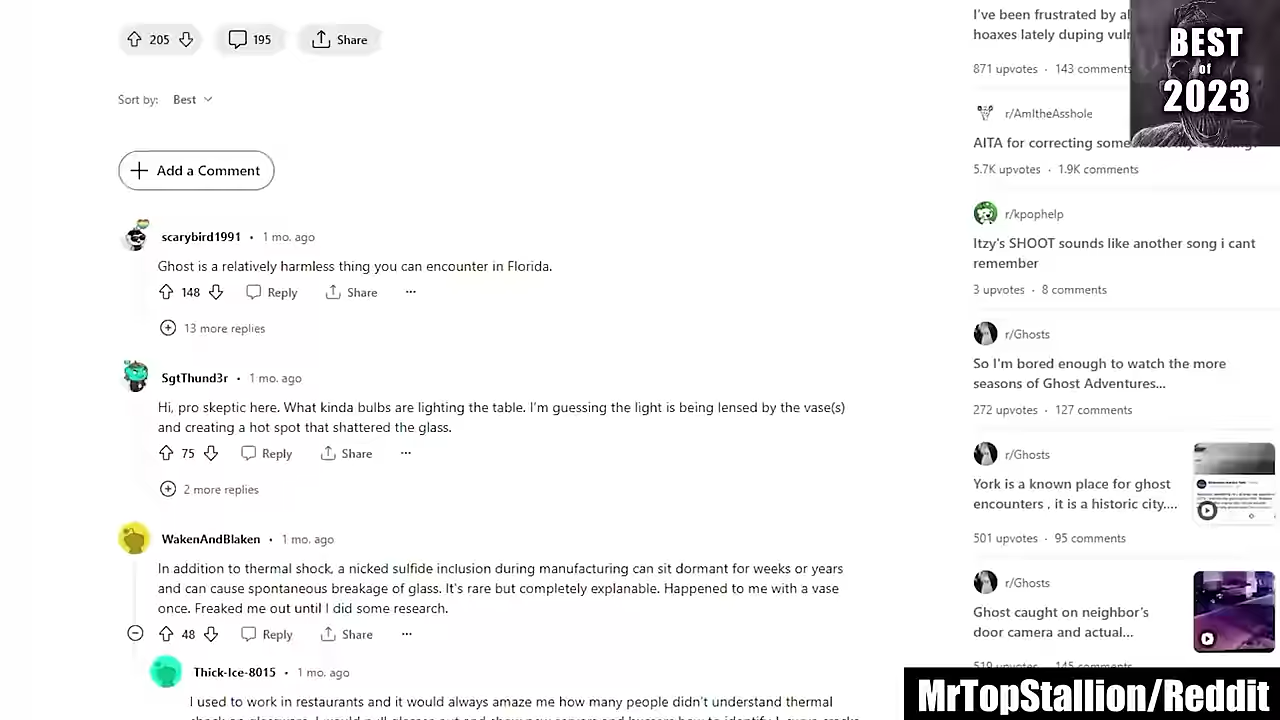 205
195
Share
Sort by: Best
Add a Comment
scarybird1991 • 1 mo. ago
Ghost is a relatively harmless thing you can encounter in Florida.
148 Reply Share ...
13 more replies
SgtThund3r • 1 mo. ago
Hi, pro skeptic here. What kinda bulbs are lighting the table. I'm guessing the light is being lensed by the vase(s)
and creating a hot spot that shattered the glass.
75 Reply Share ...
2 more replies
WakenAndBlaken • 1 mo. ago
In addition to thermal shock, a nicked sulfide inclusion during manufacturing can sit dormant for weeks or years
and can cause spontaneous breakage of glass. It's rare but completely explanable. Happened to me with a vase
once. Freaked me out until I did some research.
48 Reply Share ...
Thick-Ice-8015 • 1 mo. ago
I used to work in restaurants and it would always amaze me how many people didn't understand thermal
I've been frustrated by
hoaxes lately duping
871 upvotes · 143 comments
r/AmItheAsshole
AITA for correcting
5.7K upvotes · 1.9K comments
r/kpophelp
Itzy's SHOOT sounds like another song i cant
remember
3 upvotes · 8 comments
r/Ghosts
So I'm bored enough to watch the more
seasons of Ghost Adventures...
272 upvotes · 127 comments
r/Ghosts
York is a known place for ghost
encounters , it is a historic city....
501 upvotes · 95 comments
r/Ghosts
Ghost caught on neighbor's
door camera and actual...
519 upvotes · 145 comments
BEST
of
2023
MrTopStallion/Reddit